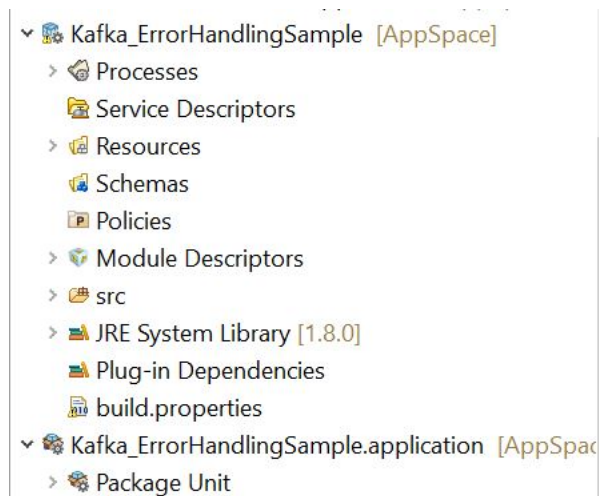 Kafka_ErrorHandlingSample [AppSpace]
Processes
Service Descriptors
Resources
Schemas
Policies
Module Descriptors
src
JRE System Library [1.8.0]
Plug-in Dependencies
build.properties
Kafka_ErrorHandlingSample.application [AppSpac
Package Unit